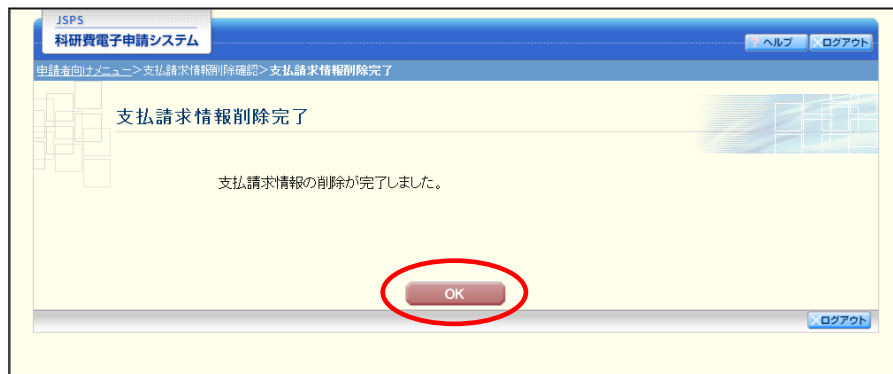 JSPS
科研費電子申請システム
? ヘルプ
ログアウト
申請者向けメニュー>支払請求情報削除確認>支払請求情報削除完了
支払請求情報削除完了
支払請求情報の削除が完了しました。
OK
ログアウト